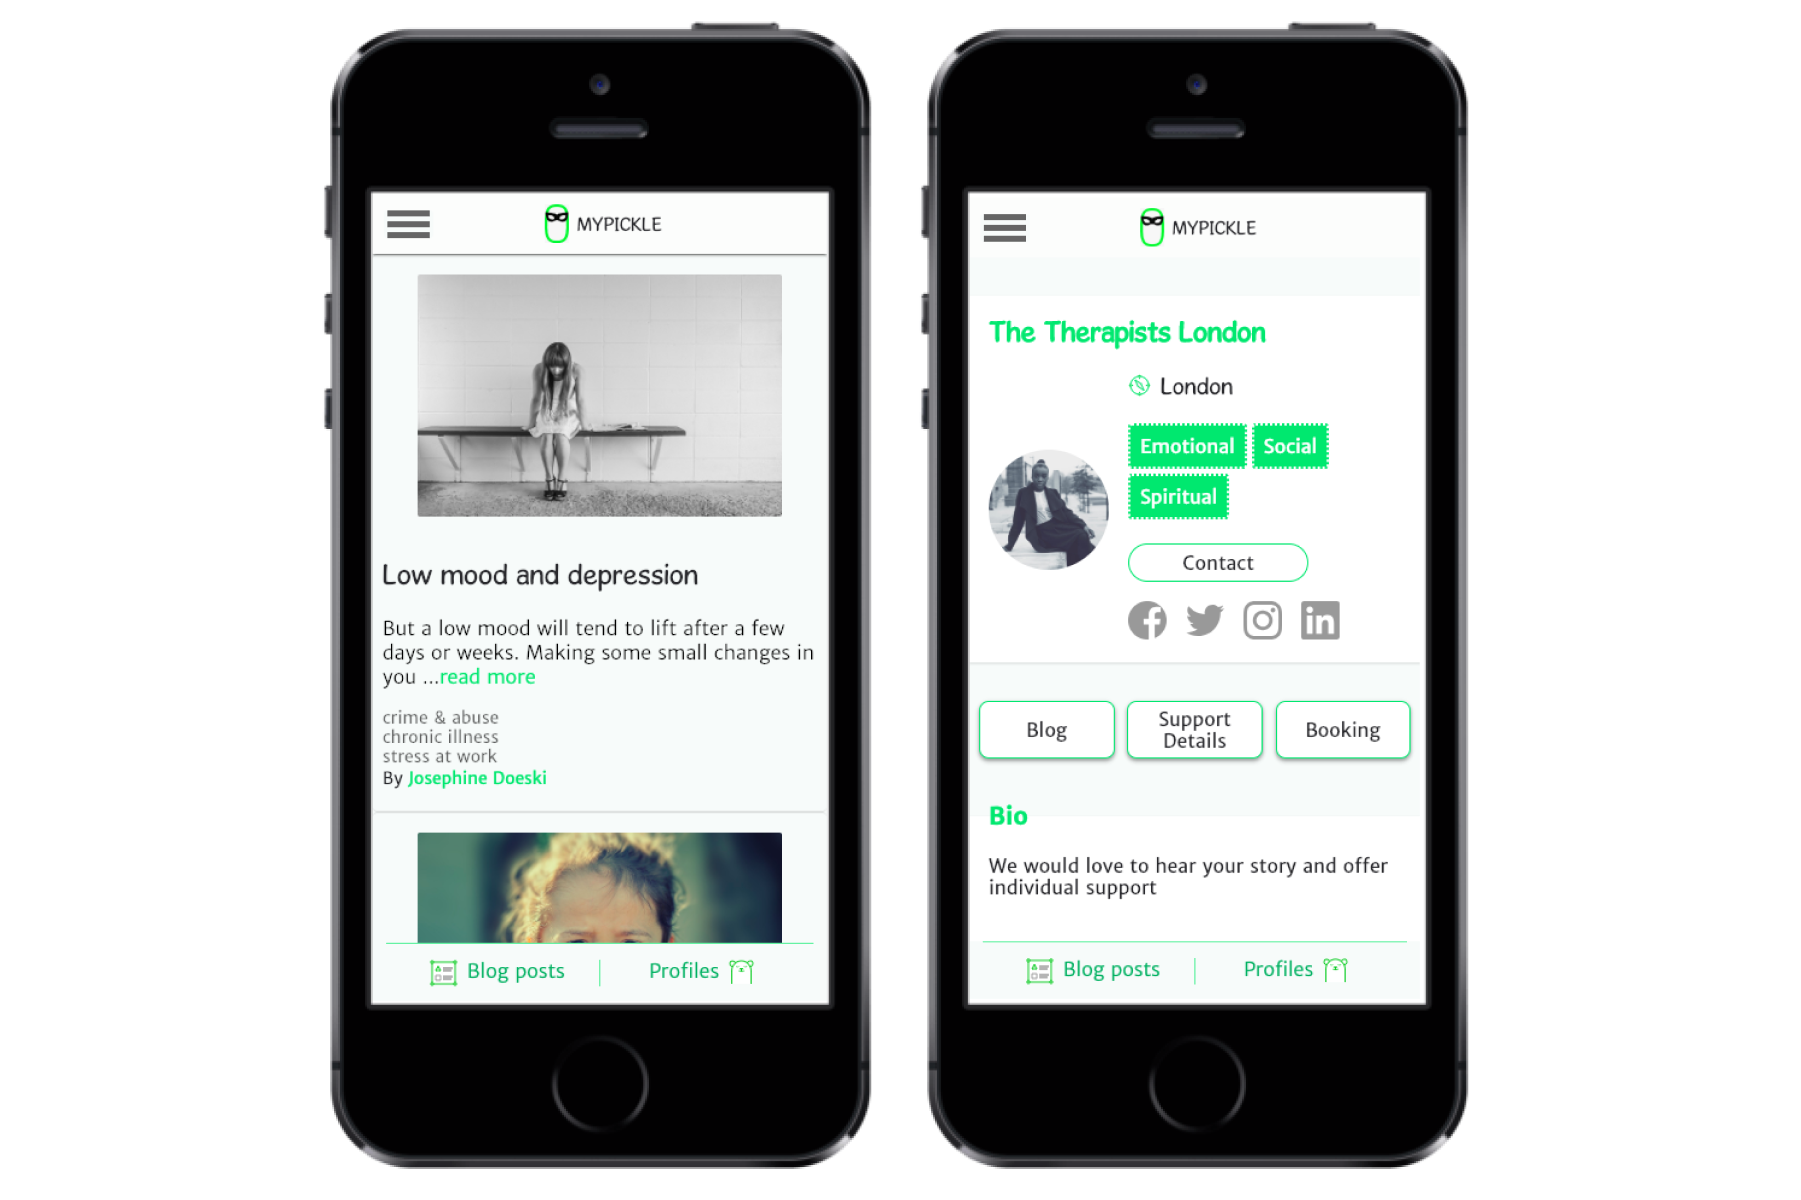 MYPICKLE
Low mood and depression
But a low mood will tend to lift after a few
days or weeks. Making some small changes in
you ...read more
crime & abuse
chronic illness
stress at work
By Josephine Doeski
Blog posts
Profiles
MYPICKLE
The Therapists London
London
Emotional Social
Spiritual
Contact
Blog
Support
Details
Booking
Bio
We would love to hear your story and offer
individual support
Blog posts
Profiles